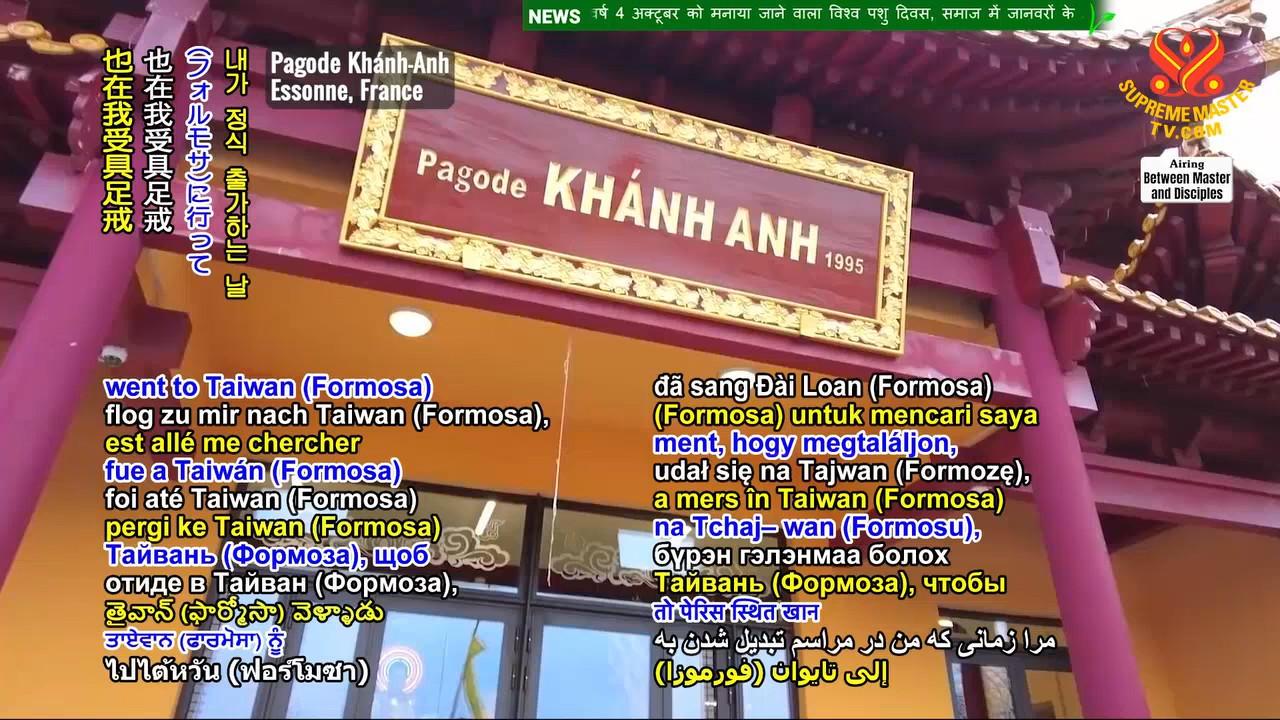 NEWS
वर्ष 4 अक्टूबर को मनाया जाने वाला विश्व पशु दिवस, समाज में जानवरों के
SUPREME MASTER
TV.COM
Airing
Between Master
and Disciples
Pagode Khánh-Anh
Essonne, France
내가 정식 출가하는 날
(フォルモサ)に行って
也在我受具足戒
也在我受具足戒
Pagode KHÁNH ANH 1995
went to Taiwan (Formosa)
flog zu mir nach Taiwan (Formosa),
est allé me chercher
fue a Taiwán (Formosa)
foi até Taiwan (Formosa)
pergi ke Taiwan (Formosa)
Тайвань (Формоза), щоб
отиде в Тайван (Формоза),
తైవాన్ (ఫార్మోసా) వెళ్ళాడు
ਤਾਏਵਾਨ (ਫਾਰਮੋਸਾ) ਨੂੰ
ไปไต้หวัน (ฟอร์โมซา)
đã sang Đài Loan (Formosa)
(Formosa) untuk mencari saya
ment, hogy megtaláljon,
udał się na Tajwan (Formozę),
a mers în Taiwan (Formosa)
na Tchaj– wan (Formosu),
бүрэн гэлэнмаа болох
Тайвань (Формоза), чтобы
तो पेरिस स्थित खान
مرا زمانی که من در مراسم تبدیل شدن به
إلى تايوان (فورموزا)